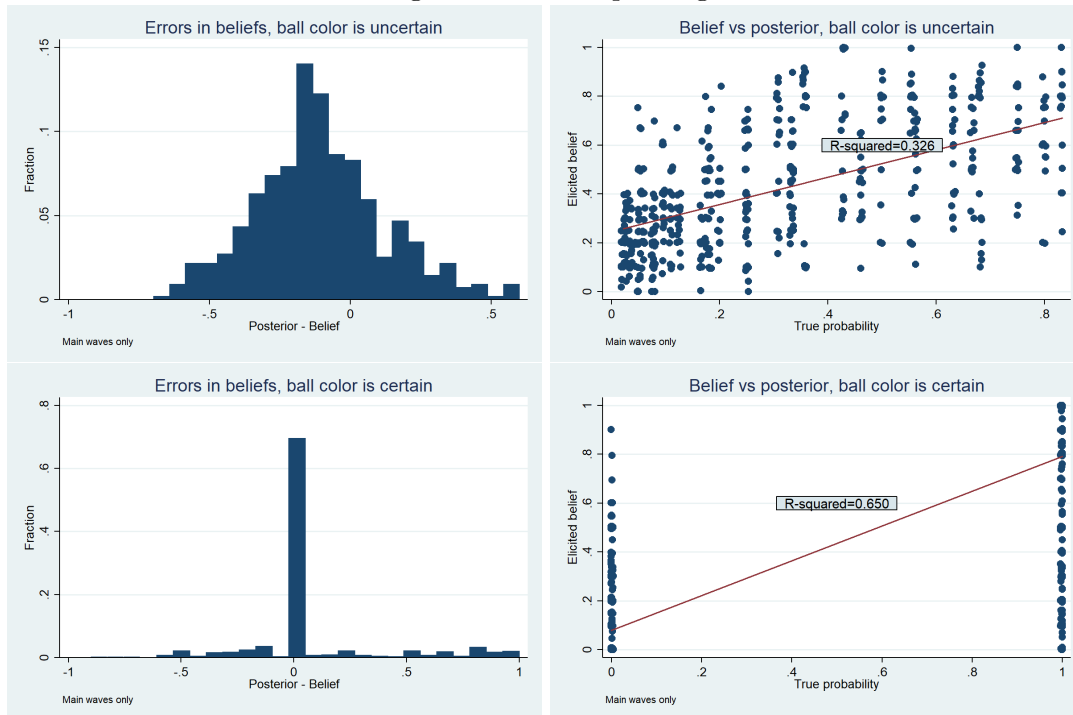 Errors in beliefs, ball color is uncertain
Fraction
.15
.1
.05
0
-1
-.5
0
.5
Posterior - Belief
Main waves only
Belief vs posterior, ball color is uncertain
Elicited belief
1
.8
.6
.4
.2
0
R-squared=0.326
0
.2
.4
.6
.8
True probability
Main waves only
Errors in beliefs, ball color is certain
Fraction
.8
.6
.4
.2
0
-1
-.5
0
.5
1
Posterior - Belief
Main waves only
Belief vs posterior, ball color is certain
Elicited belief
1
.8
.6
.4
.2
0
R-squared=0.650
0
.2
.4
.6
.8
1
True probability
Main waves only